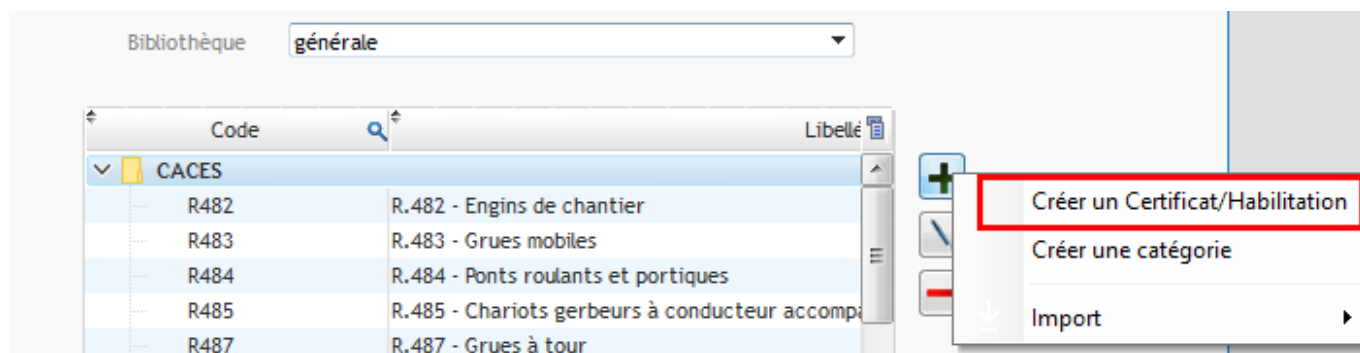 Bibliothèque générale
Code Libellé
CACES
R482 R.482 - Engins de chantier
R483 R.483 - Grues mobiles
R484 R.484 - Ponts roulants et portiques
R485 R.485 - Chariots gerbeurs à conducteur
R487 R.487 - Grues à tour
Créer un Certificat/Habilitation
Créer une catégorie
Import